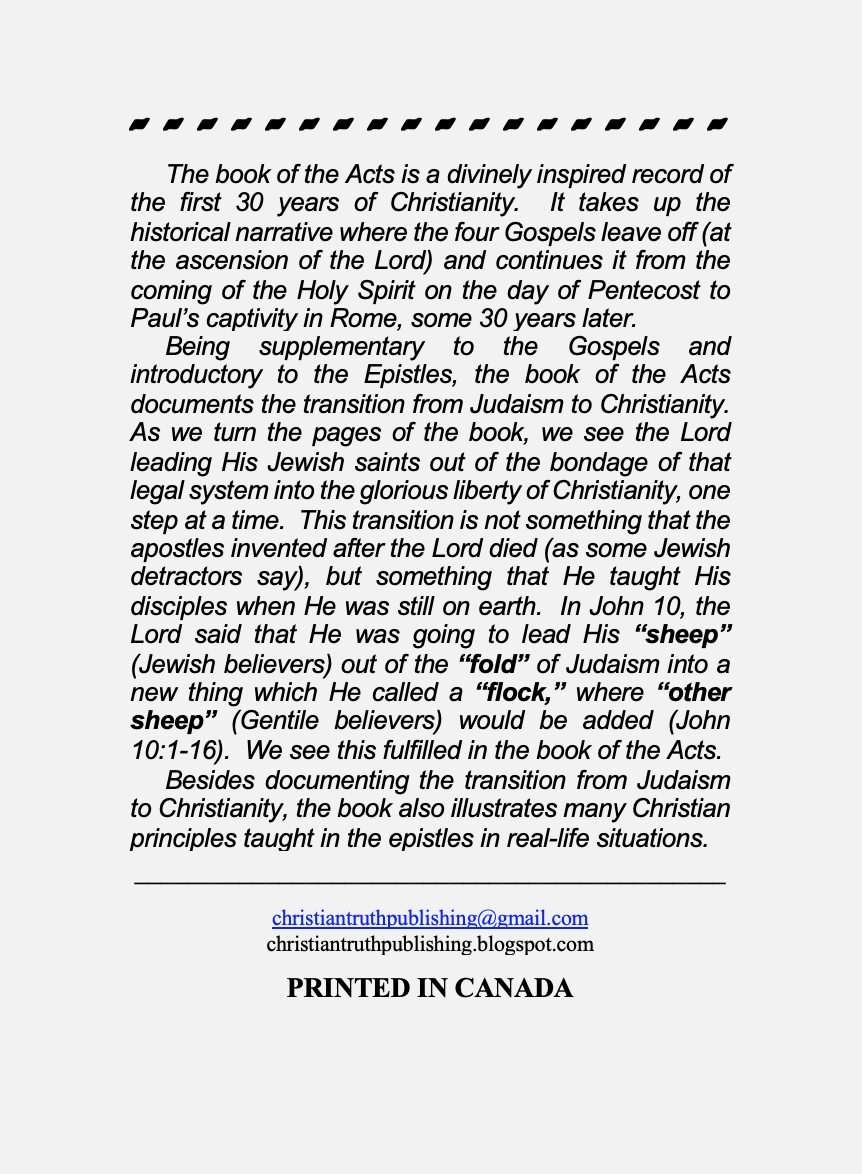 The book of the Acts is a divinely inspired record of
the first 30 years of Christianity.  It takes up the
historical narrative where the four Gospels leave off (at
the ascension of the Lord) and continues it from the
coming of the Holy Spirit on the day of Pentecost to
Paul’s captivity in Rome, some 30 years later.
Being supplementary to the Gospels and
introductory to the Epistles, the book of the Acts
documents the transition from Judaism to Christianity.
As we turn the pages of the book, we see the Lord
leading His Jewish saints out of the bondage of that
legal system into the glorious liberty of Christianity, one
step at a time.  This transition is not something that the
apostles invented after the Lord died (as some Jewish
detractors say), but something that He taught His
disciples when He was still on earth.  In John 10, the
Lord said that He was going to lead His “sheep”
(Jewish believers) out of the “fold” of Judaism into a
new thing which He called a “flock,” where “other
sheep” (Gentile believers) would be added (John
10:1-16).  We see this fulfilled in the book of the Acts.
Besides documenting the transition from Judaism
to Christianity, the book also illustrates many Christian
principles taught in the epistles in real-life situations.
christiantruthpublishing@gmail.com
christiantruthpublishing.blogspot.com
PRINTED IN CANADA